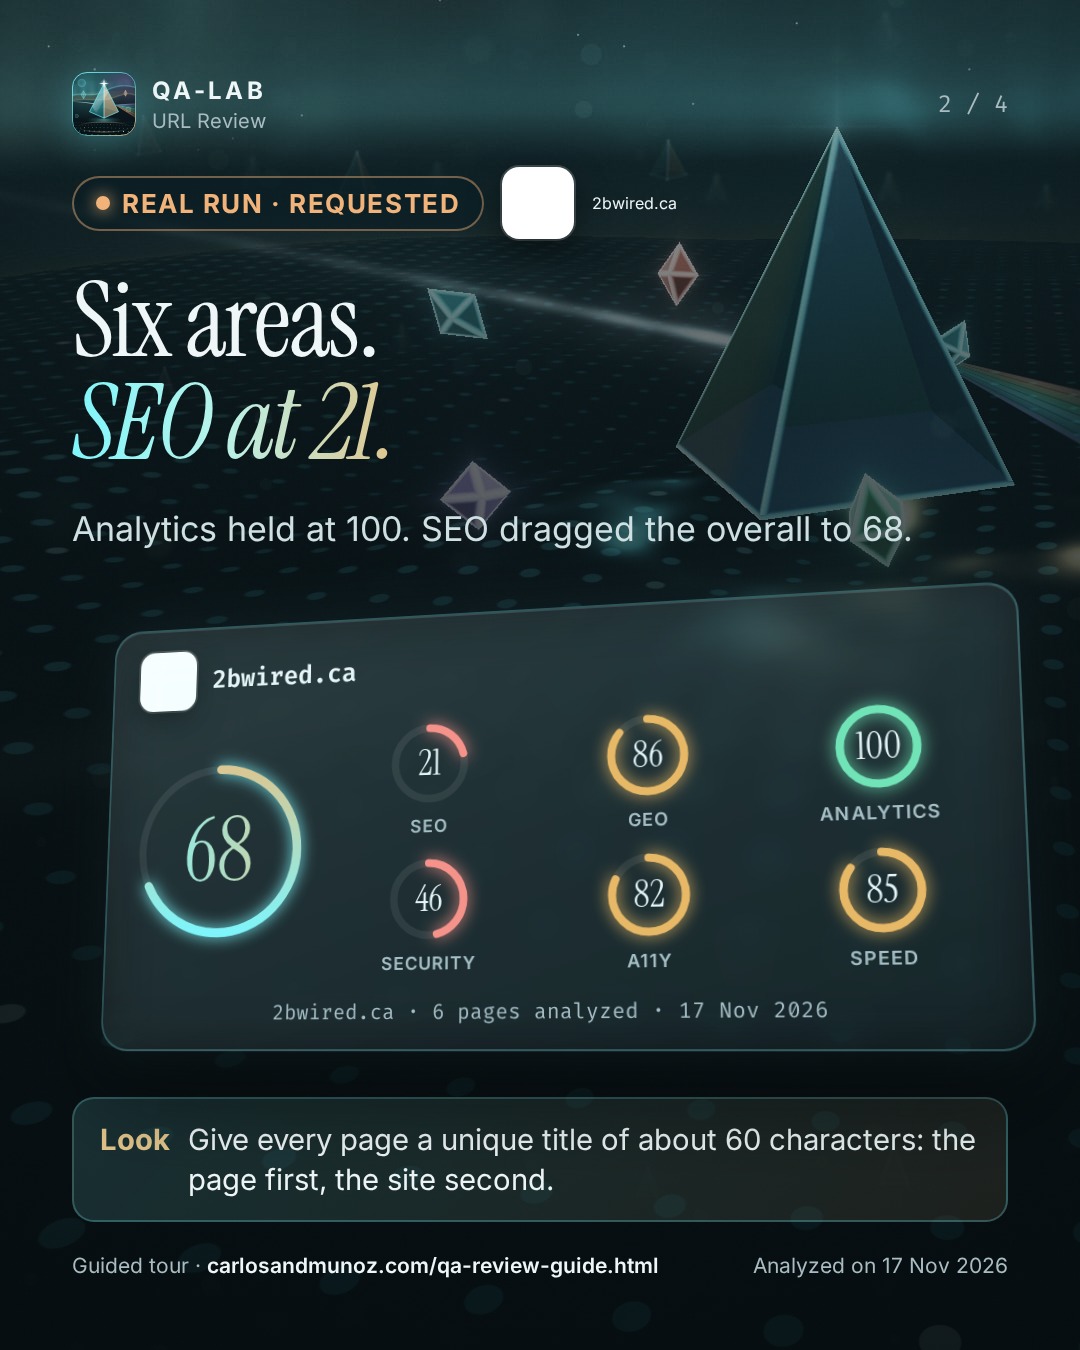 QA-LAB
URL Review
2 / 4
REAL RUN · REQUESTED
2bwired.ca
Six areas.
SEO at 21.
Analytics held at 100. SEO dragged the overall to 68.
2bwired.ca
68
21
SEO
86
GEO
100
ANALYTICS
46
SECURITY
82
A11Y
85
SPEED
2bwired.ca · 6 pages analyzed · 17 Nov 2026
Look Give every page a unique title of about 60 characters: the
page first, the site second.
Guided tour · carlosandmunoz.com/qa-review-guide.html
Analyzed on 17 Nov 2026